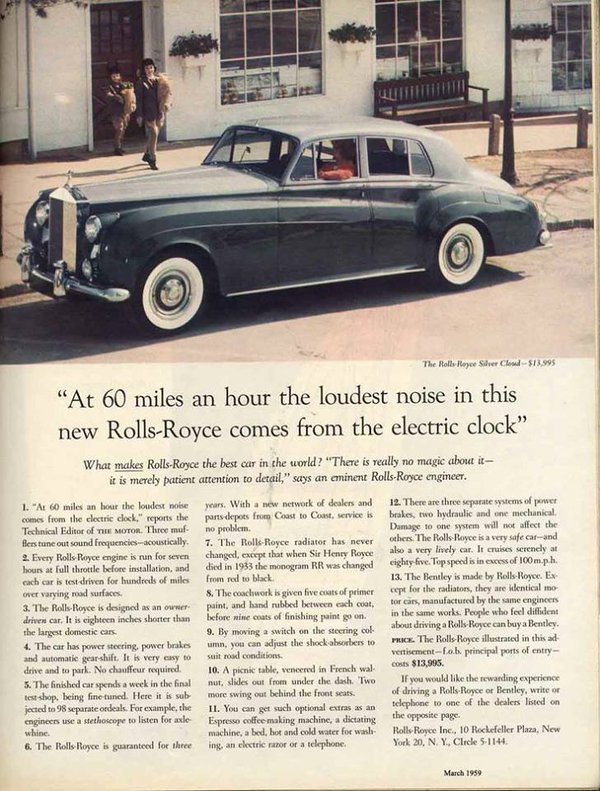 The Rolls-Royce Silver Cloud—$13,995
“At 60 miles an hour the loudest noise in this
new Rolls-Royce comes from the electric clock”
What makes Rolls-Royce the best car in the world? “There is really no magic about it—
it is merely patient attention to detail,” says an eminent Rolls-Royce engineer.
1. “At 60 miles an hour the loudest noise
comes from the electric clock,” reports the
Technical Editor of THE MOTOR. Three muf-
flers tune out sound frequencies—acoustically.
2. Every Rolls-Royce engine is run for seven
hours at full throttle before installation, and
each car is test-driven for hundreds of miles
over varying road surfaces.
3. The Rolls-Royce is designed as an owner-
driven car. It is eighteen inches shorter than
the largest domestic cars.
4. The car has power steering, power brakes
and automatic gear-shift. It is very easy to
drive and to park. No chauffeur required.
5. The finished car spends a week in the final
test-shop, being fine-tuned. Here it is sub-
jected to 98 separate ordeals. For example, the
engineers use a stethoscope to listen for axle-
whine.
6. The Rolls-Royce is guaranteed for three
years. With a new network of dealers and
parts-depots from Coast to Coast, service is
no problem.
7. The Rolls-Royce radiator has never
changed, except that when Sir Henry Royce
died in 1933 the monogram RR was changed
from red to black.
8. The coachwork is given five coats of primer
paint, and hand rubbed between each coat,
before nine coats of finishing paint go on.
9. By moving a switch on the steering col-
umn, you can adjust the shock-absorbers to
suit road conditions.
10. A picnic table, veneered in French wal-
nut, slides out from under the dash. Two
more swing out behind the front seats.
11. You can get such optional extras as an
Espresso coffee-making machine, a dictating
machine, a bed, hot and cold water for wash-
ing, an electric razor or a telephone.
12. There are three separate systems of power
brakes, two hydraulic and one mechanical.
Damage to one system will not affect the
others. The Rolls-Royce is a very safe car—and
also a very lively car. It cruises serenely at
eighty-five. Top speed is in excess of 100 m.p.h.
13. The Bentley is made by Rolls-Royce. Ex-
cept for the radiators, they are identical mo-
tor cars, manufactured by the same engineers
in the same works. People who feel diffident
about driving a Rolls-Royce can buy a Bentley.
PRICE. The Rolls-Royce illustrated in this ad-
vertisement—f.o.b. principal ports of entry—
costs $13,995.
If you would like the rewarding experience
of driving a Rolls-Royce or Bentley, write or
telephone to one of the dealers listed on
the opposite page.
Rolls-Royce Inc., 10 Rockefeller Plaza, New
York 20, N. Y., CIrcle 5-1144.
March 1959